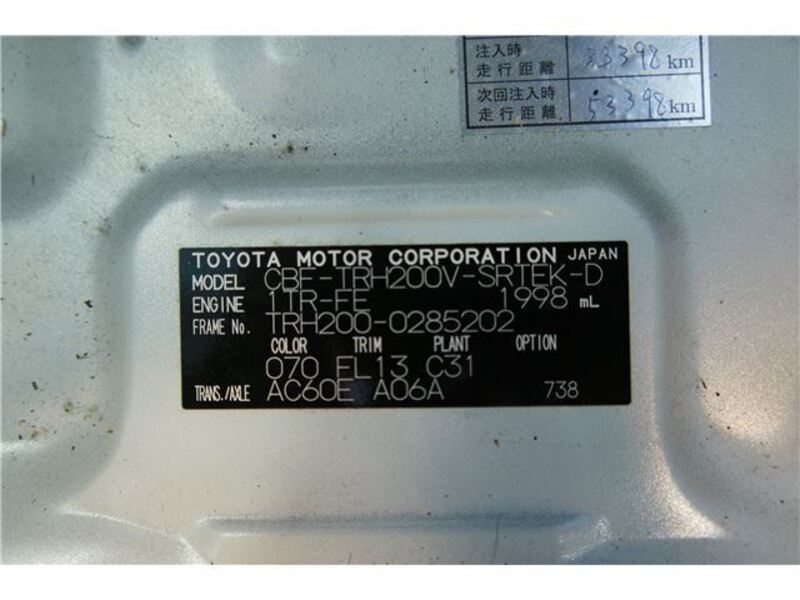 注入時
走行距離 33398 km
次回注入時
走行距離 53398 km
TOYOTA MOTOR CORPORATION JAPAN
MODEL CBF-TRH200V-SRTEK-D
ENGINE 1TR-FE 1998 mL
FRAME No. TRH200-0285202
COLOR TRIM PLANT OPTION
070 FL13 C31
TRANS./AXLE AC60E A06A 738